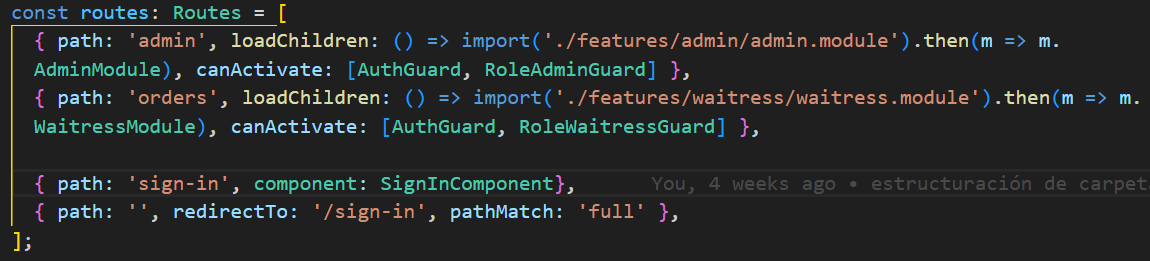 const routes: Routes = [
{ path: 'admin', loadChildren: () => import('./features/admin/admin.module').then(m => m.
AdminModule), canActivate: [AuthGuard, RoleAdminGuard] },
{ path: 'orders', loadChildren: () => import('./features/waitress/waitress.module').then(m => m.
WaitressModule), canActivate: [AuthGuard, RoleWaitressGuard] },
{ path: 'sign-in', component: SignInComponent}, You, 4 weeks ago • estructuración de carpeta
{ path: '', redirectTo: '/sign-in', pathMatch: 'full' },
];